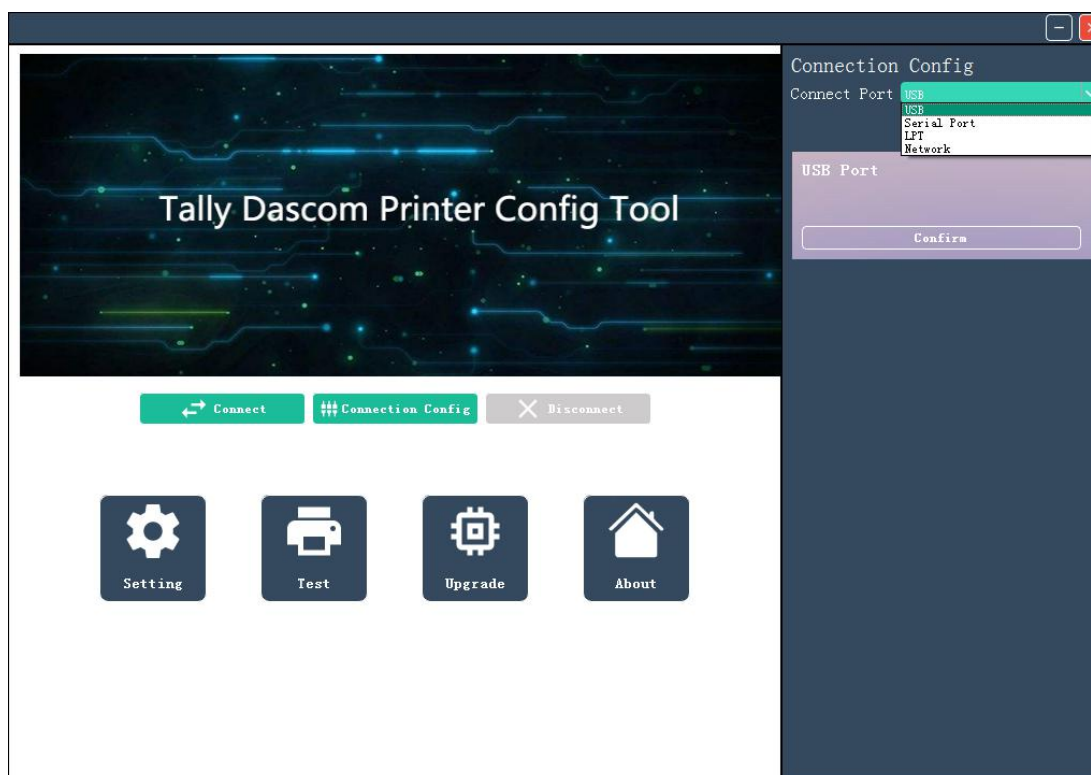 Connection Config
Connect Port USB
USB
Serial Port
LPT
Network
USB Port
Confirm
Tally Dascom Printer Config Tool
Connect
Connection Config
Disconnect
Setting
Test
Upgrade
About